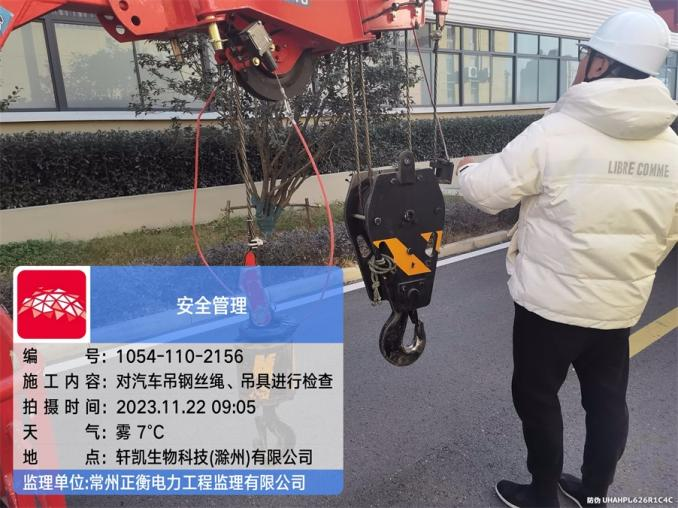 LIBRE COMME
安全管理
编 号: 1054-110-2156
施工内容: 对汽车吊钢丝绳、吊具进行检查
拍摄时间: 2023.11.22 09:05
天 气: 雾 7°C
地 点: 轩凯生物科技(滁州)有限公司
监理单位:常州正衡电力工程监理有限公司
防伪 UHAHPL626R1C4C